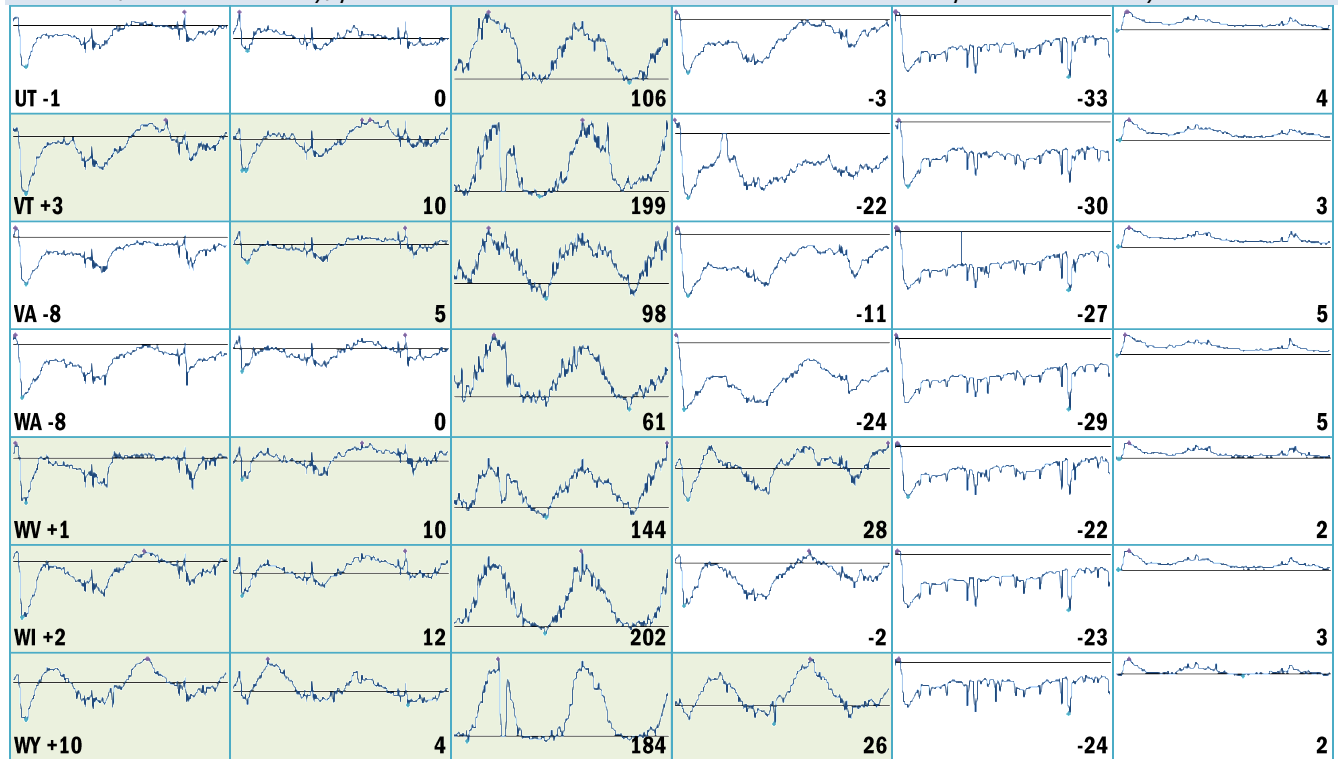 UT -1 0 106 -3 -33 4
VT +3 10 199 -22 -30 3
VA -8 5 98 -11 -27 5
WA -8 0 61 -24 -29 5
WV +1 10 144 28 -22 2
WI +2 12 202 -2 -23 3
WY +10 4 184 26 -24 2